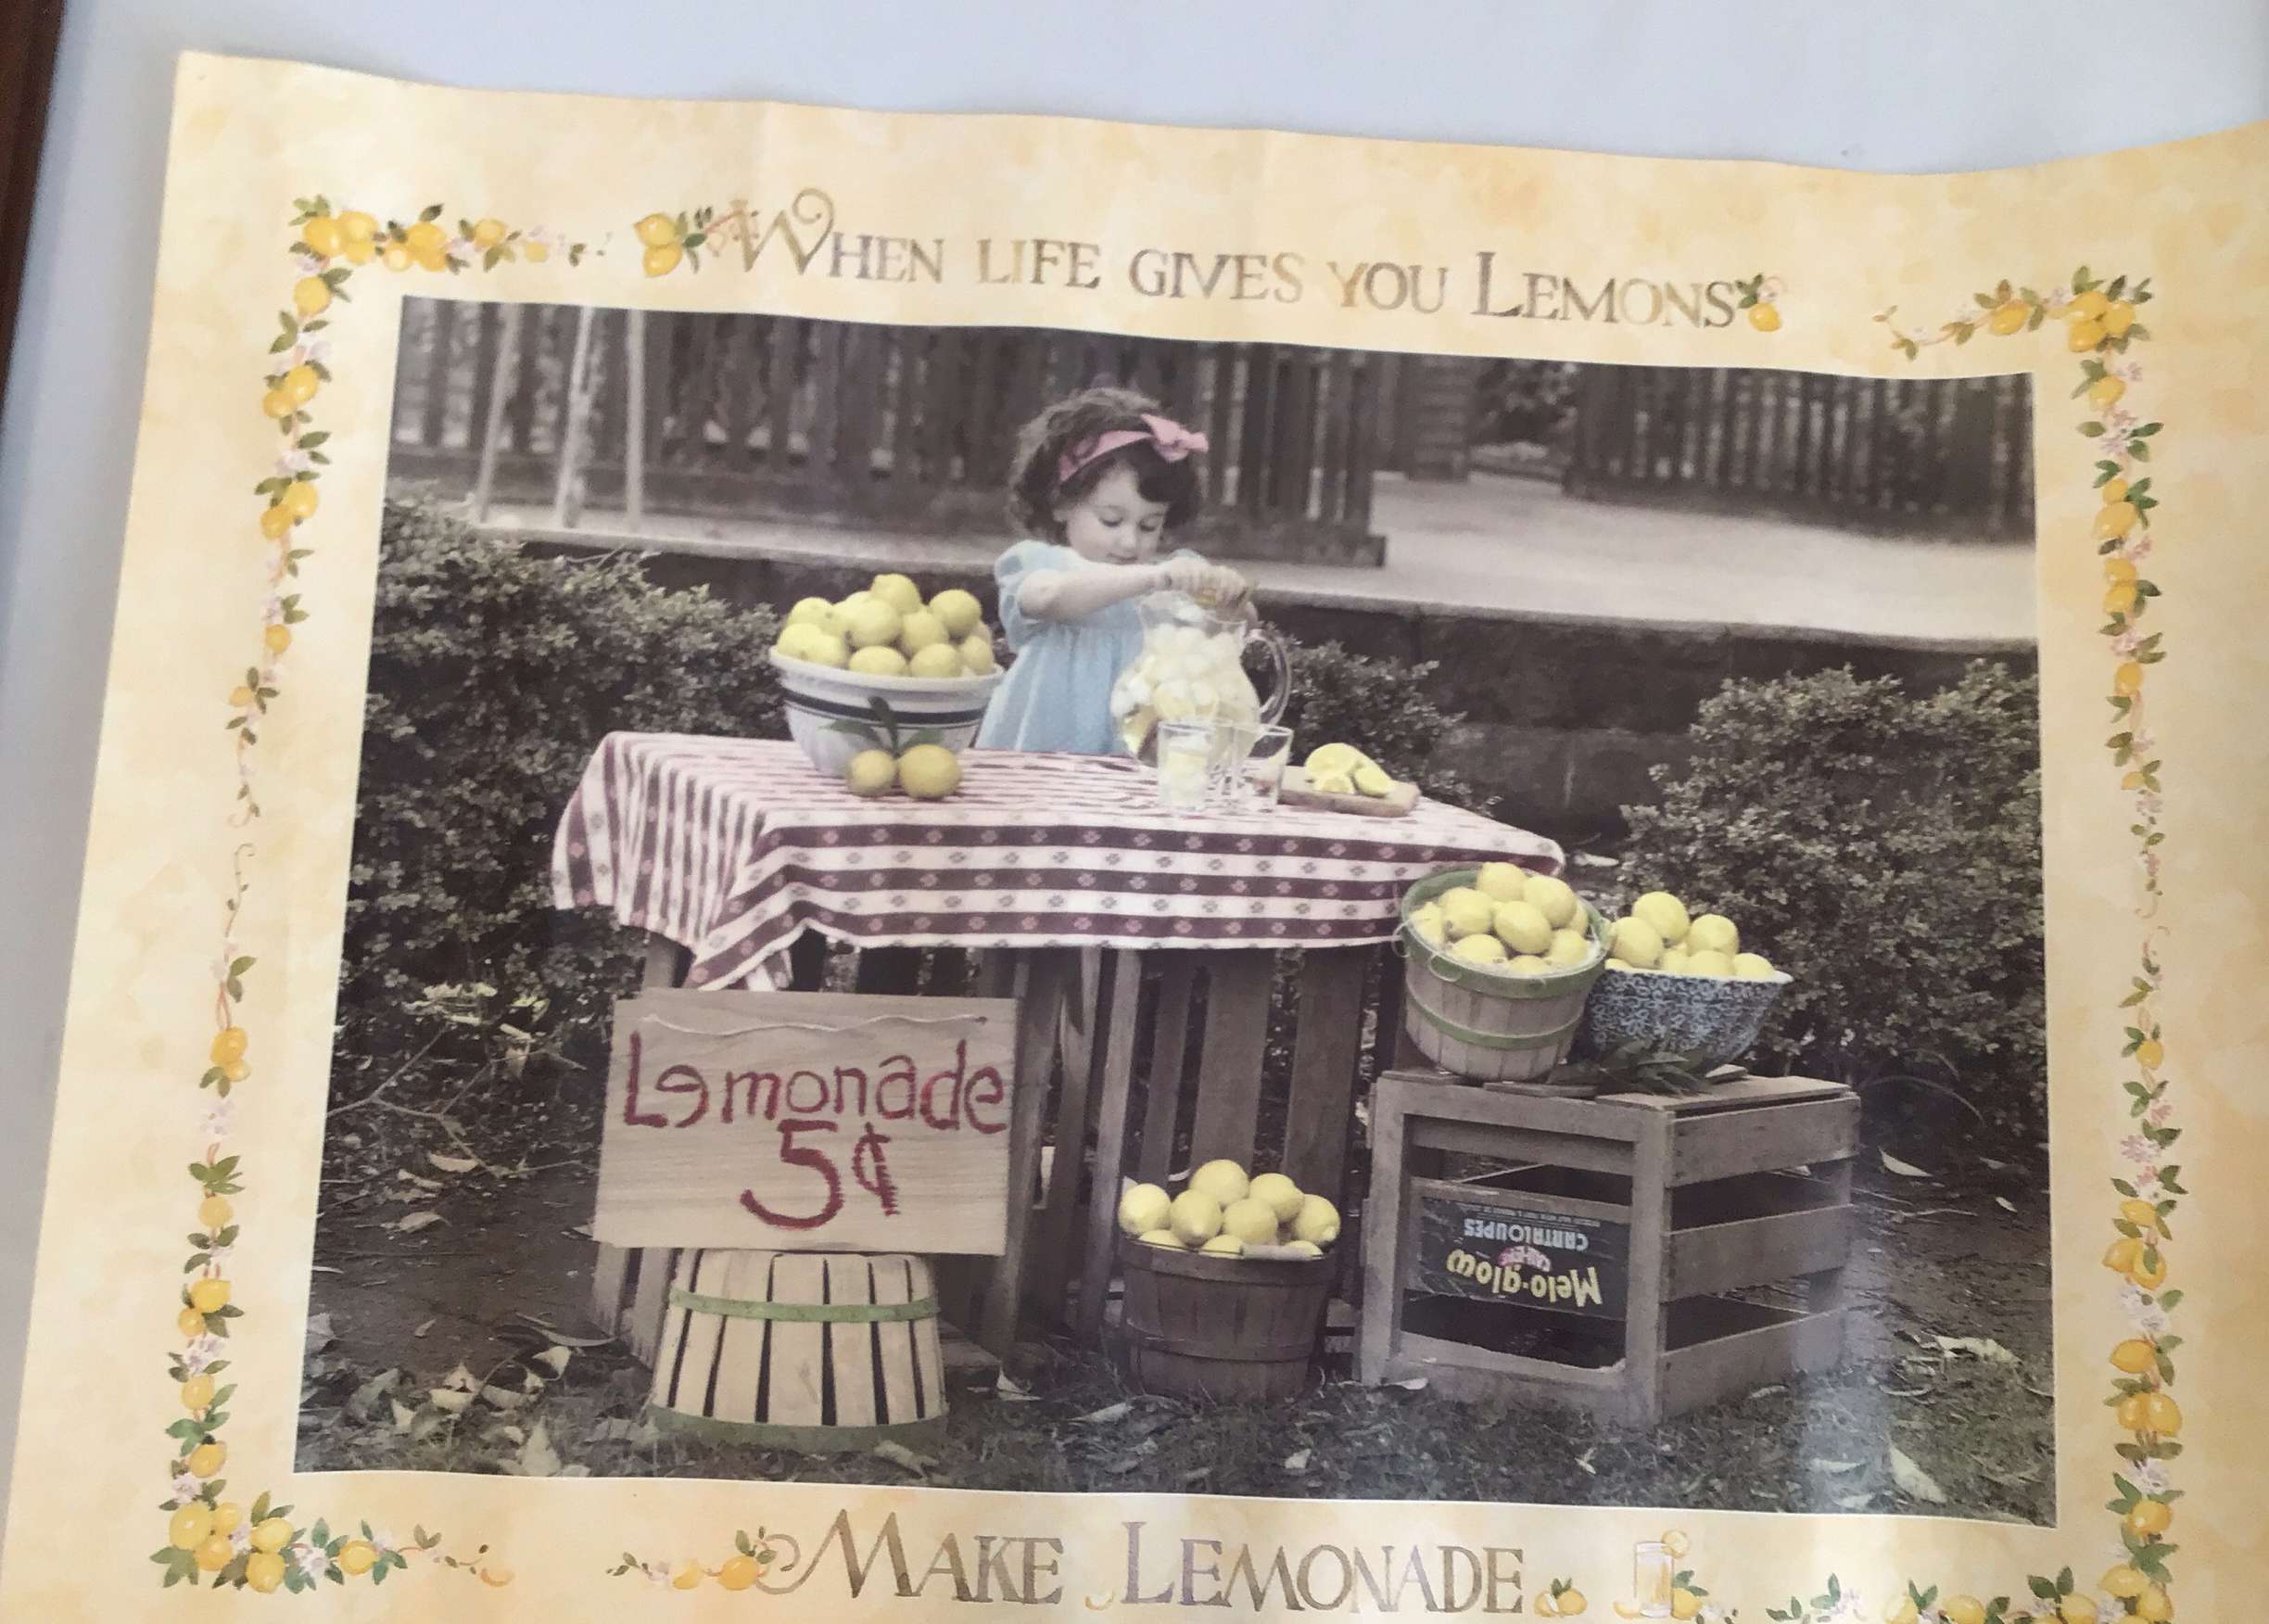 When life gives you Lemons
Lemonade
5¢
Melo-glow
CANTALOUPES
Make Lemonade